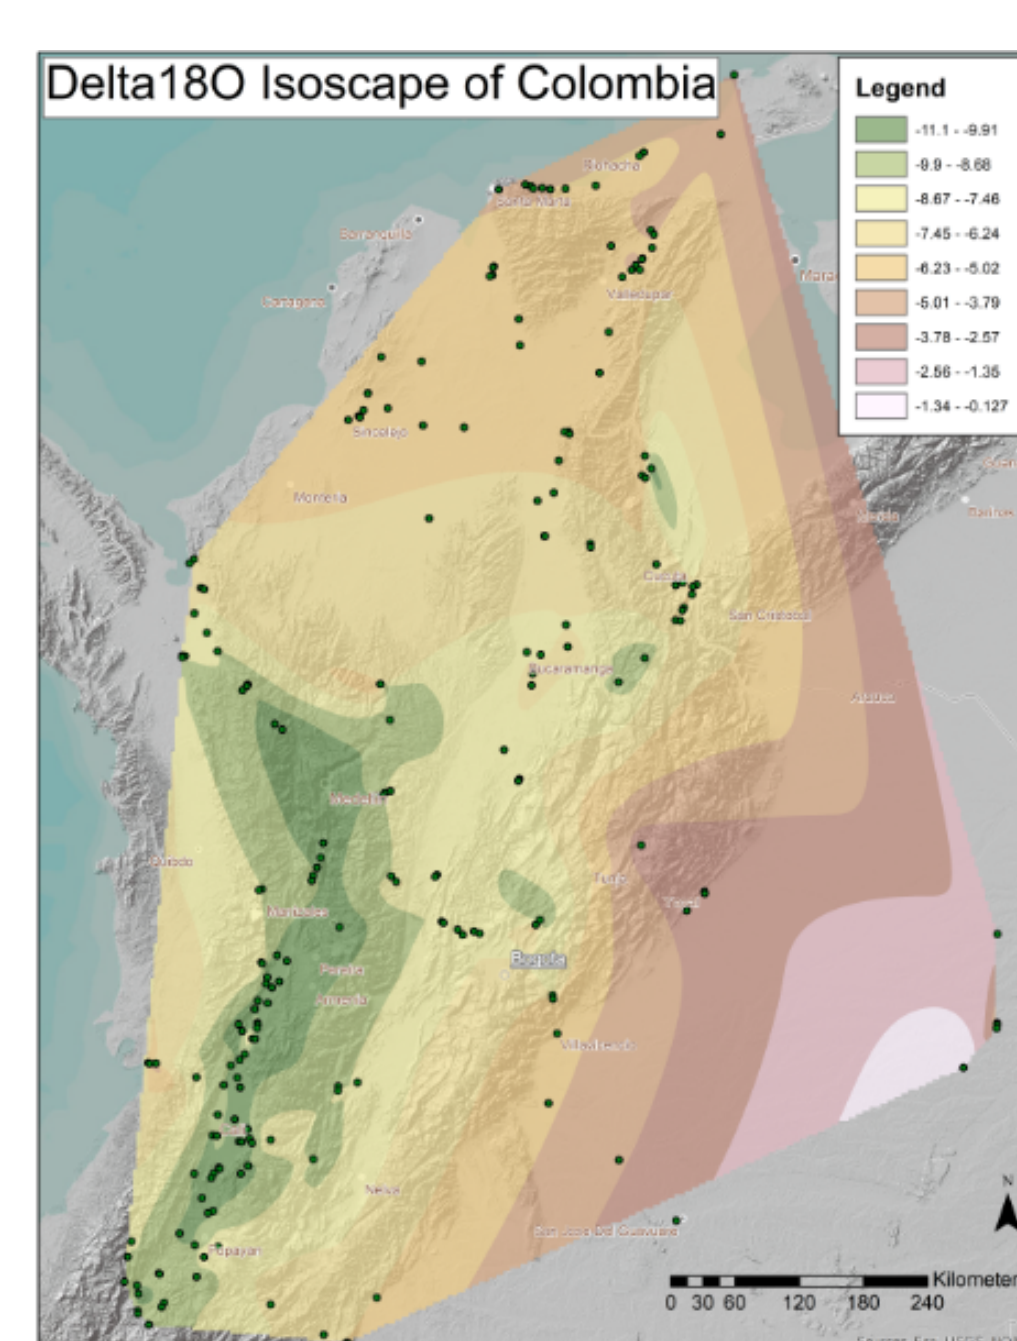 Delta18O Isoscape of Colombia
Legend
-11.1 - -9.91
-9.9 - -8.68
-8.67 - -7.46
-7.45 - -6.24
-6.23 - -5.02
-5.01 - -3.79
-3.78 - -2.57
-2.56 - -1.35
-1.34 - -0.127
Riohacha
Santa Marta
Barranquilla
Mara
Cartagena
Valledupar
Sincelejo
Monteria
Merida
Cucuta
San Cristobal
Bucaramanga
Arauca
Medellin
Quibdo
Tunja
Yopal
Manizales
Bogota
Pereira
Armenia
Villavicencio
Cali
Neiva
N
San Jose Del Guaviare
Popayan
Kilometer
0 30 60 120 180 240